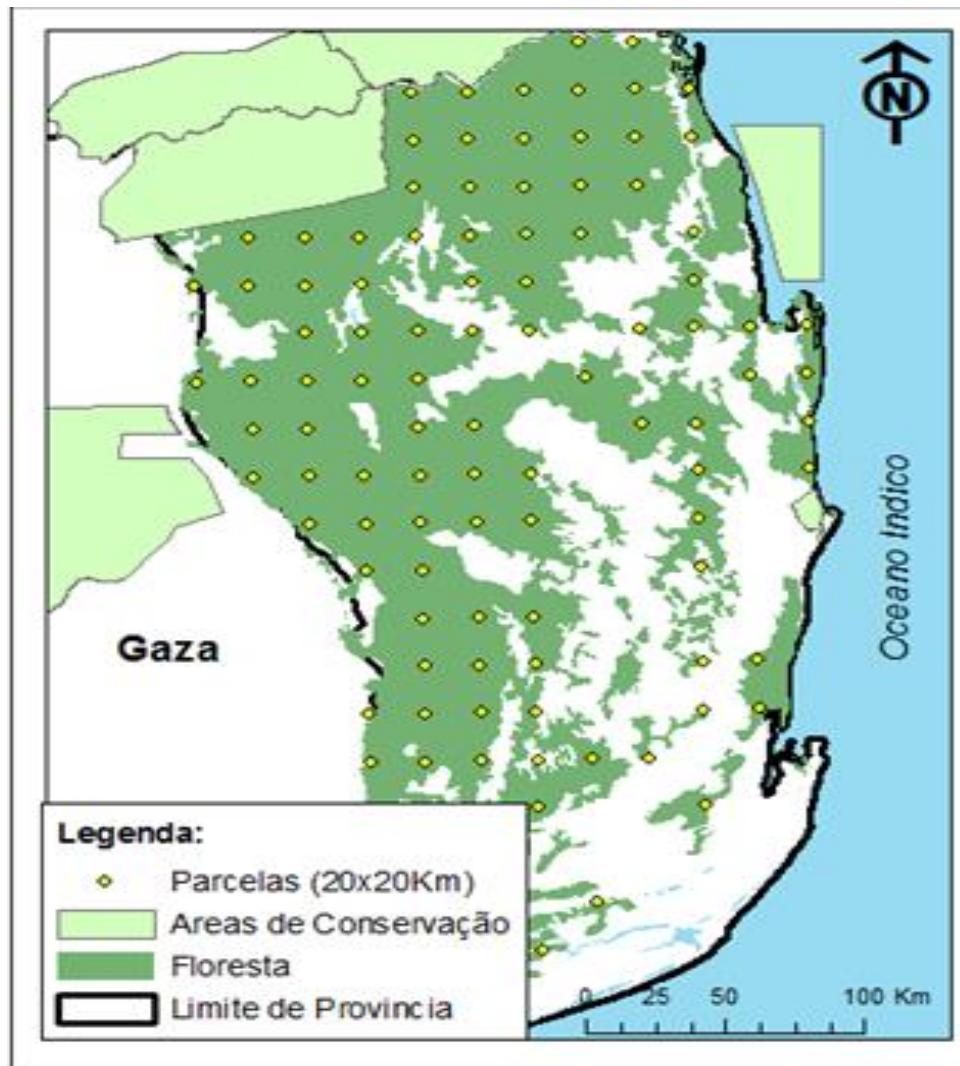 N
Oceano Indico
Gaza
Legenda:
Parcelas (20x20Km)
Areas de Conservação
Floresta
Limite de Provincia
0 25 50 100 Km